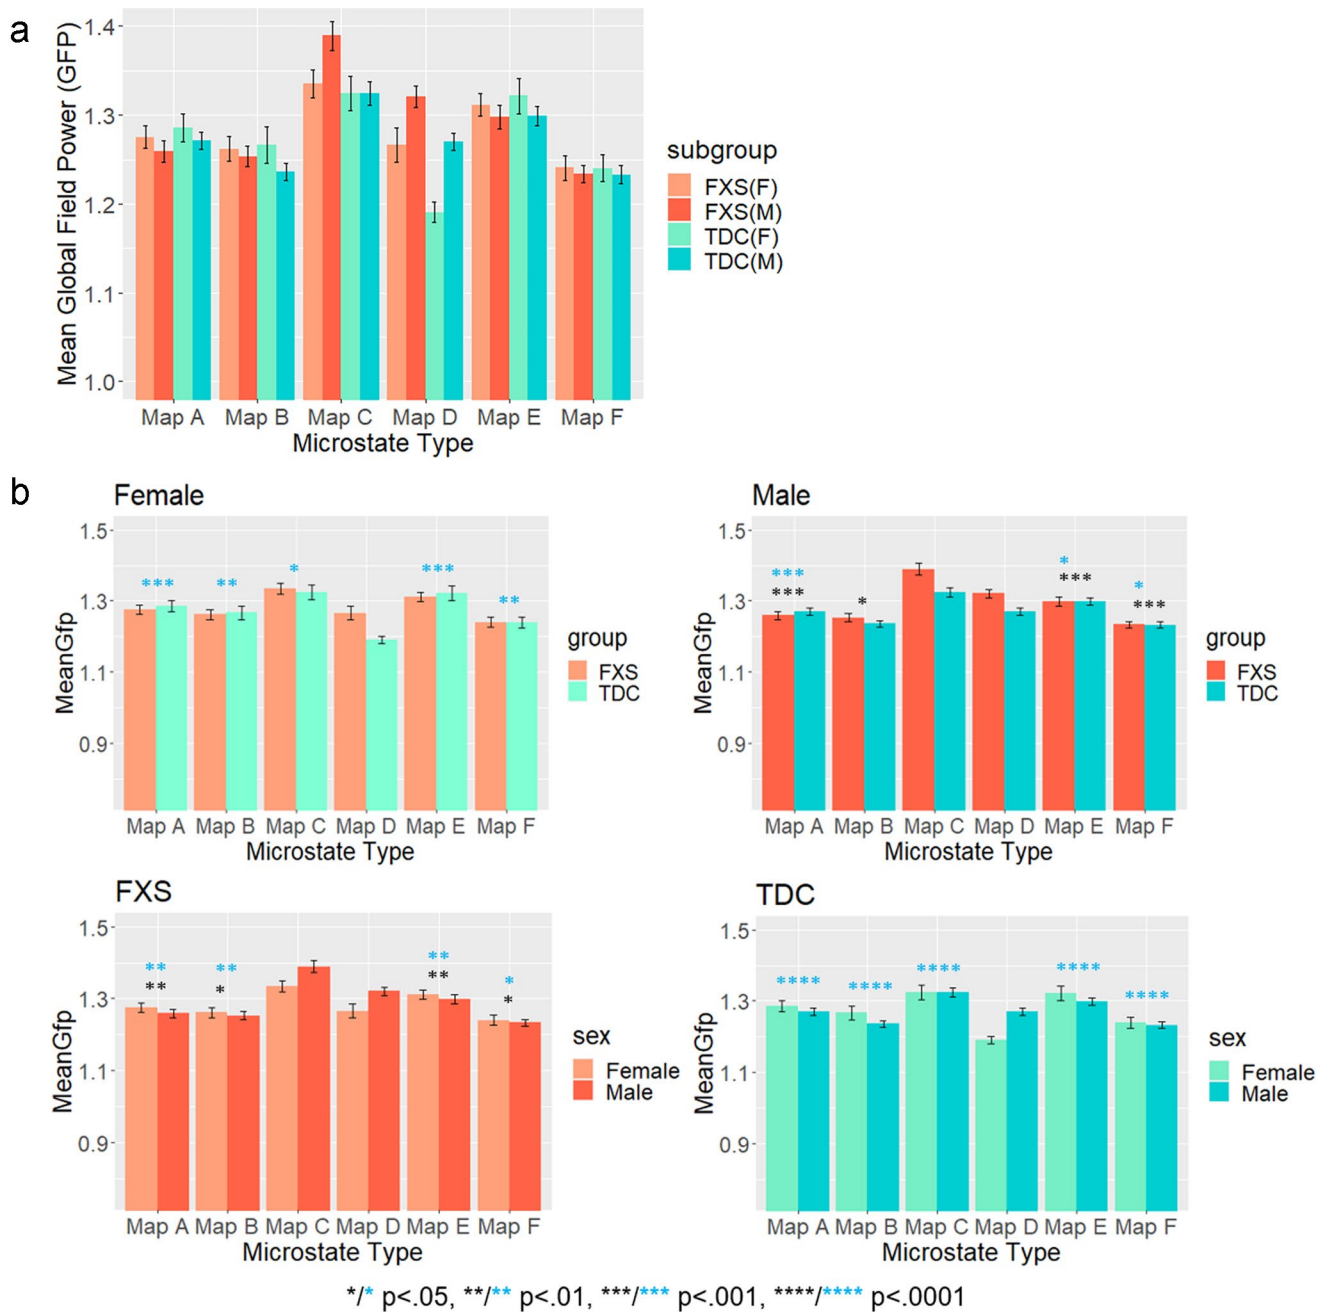 a
Mean Global Field Power (GFP)
1.4
1.3
1.2
1.1
1.0
Map A Map B Map C Map D Map E Map F
Microstate Type
subgroup
FXS(F)
FXS(M)
TDC(F)
TDC(M)
b
Female
MeanGfp
1.5
1.3
1.1
0.9
*** ** * *** **
Map A Map B Map C Map D Map E Map F
Microstate Type
group
FXS
TDC
Male
MeanGfp
1.5
1.3
1.1
0.9
*** * *
*** * *** ***
Map A Map B Map C Map D Map E Map F
Microstate Type
group
FXS
TDC
FXS
MeanGfp
1.5
1.3
1.1
0.9
** ** ** *
** * ** *
Map A Map B Map C Map D Map E Map F
Microstate Type
sex
Female
Male
TDC
MeanGfp
1.5
1.3
1.1
0.9
**** **** **** **** ****
Map A Map B Map C Map D Map E Map F
Microstate Type
sex
Female
Male
*/* p<.05, **/** p<.01, ***/*** p<.001, ****/**** p<.0001